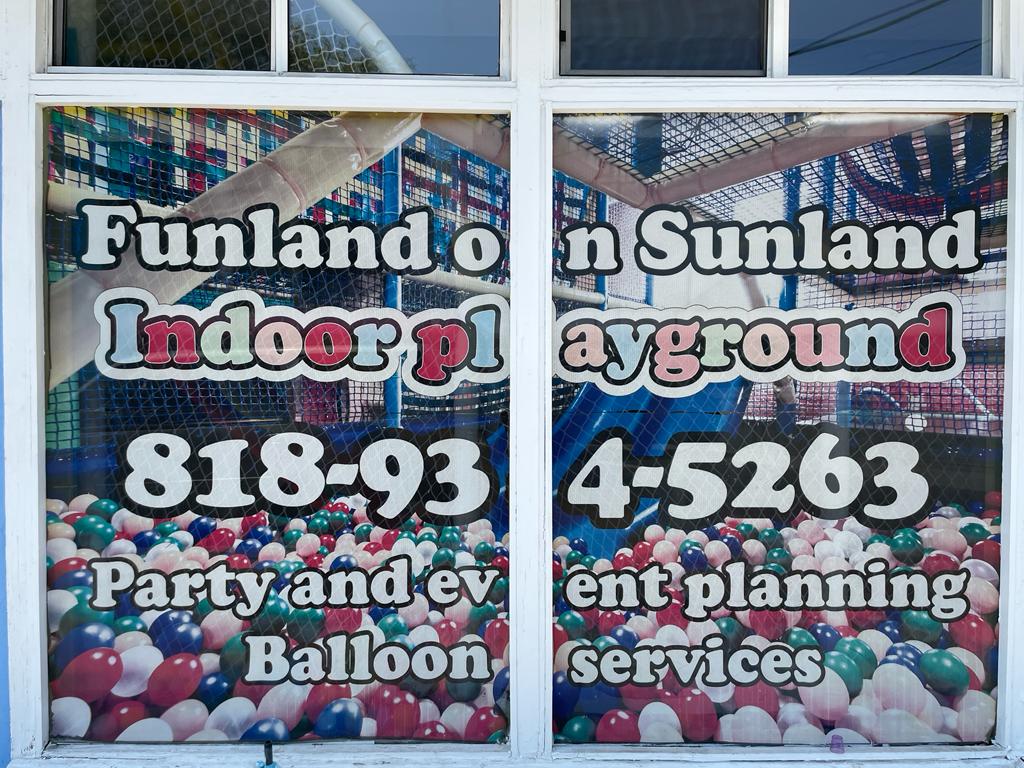 Funland on Sunland
Indoor playground
818-934-5263
Party and event planning
Balloon services